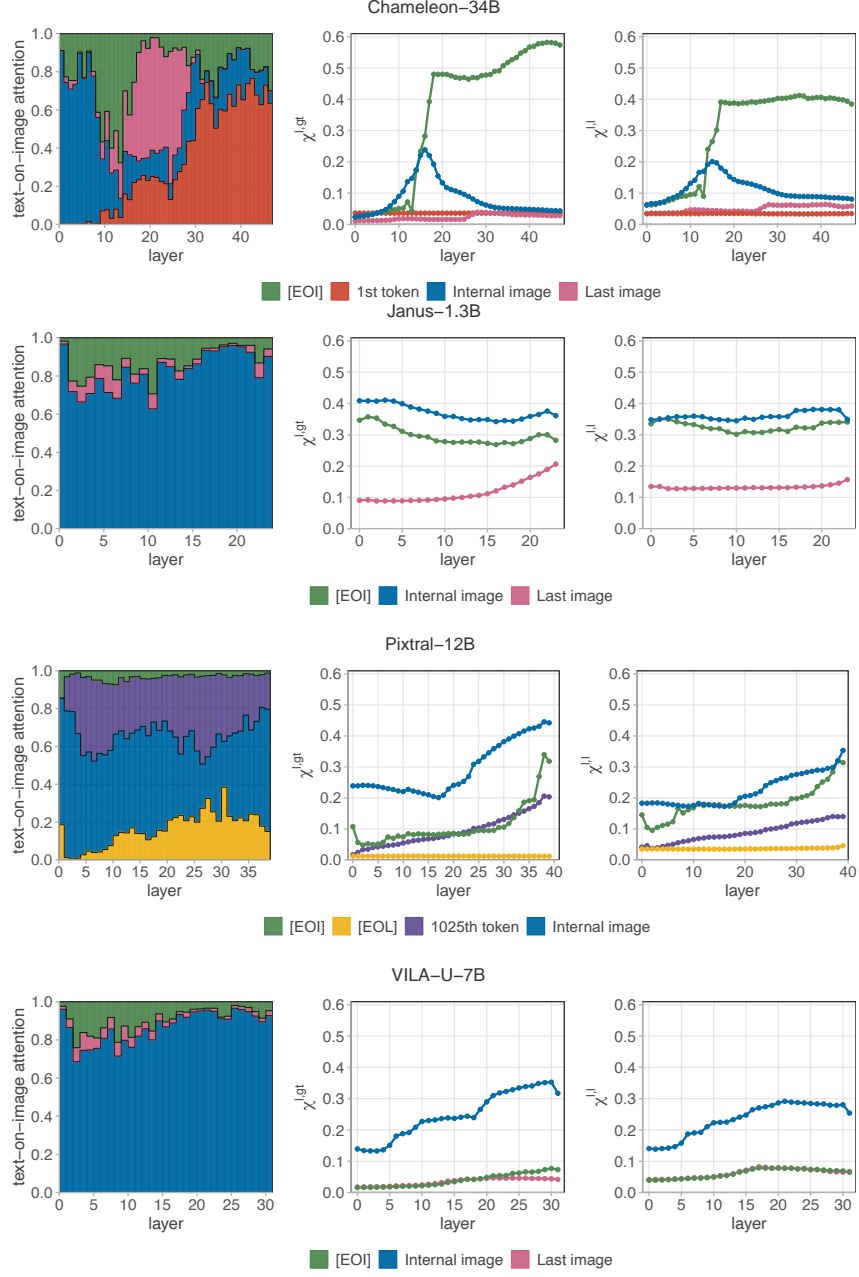 Chameleon−34B
text−on−image attention
1.0
0.8
0.6
0.4
0.2
0.0
0 10 20 30 40
layer
χ^{l,gt}
0.6
0.5
0.4
0.3
0.2
0.1
0.0
0 10 20 30 40
layer
χ^{l,l}
0.6
0.5
0.4
0.3
0.2
0.1
0.0
0 10 20 30 40
layer
[EOI] 1st token Internal image Last image
Janus−1.3B
text−on−image attention
1.0
0.8
0.6
0.4
0.2
0.0
0 5 10 15 20
layer
χ^{l,gt}
0.6
0.5
0.4
0.3
0.2
0.1
0.0
0 5 10 15 20
layer
χ^{l,l}
0.6
0.5
0.4
0.3
0.2
0.1
0.0
0 5 10 15 20
layer
[EOI] Internal image Last image
Pixtral−12B
text−on−image attention
1.0
0.8
0.6
0.4
0.2
0.0
0 5 10 15 20 25 30 35
layer
χ^{l,gt}
0.6
0.5
0.4
0.3
0.2
0.1
0.0
0 5 10 15 20 25 30 35 40
layer
χ^{l,l}
0.6
0.5
0.4
0.3
0.2
0.1
0.0
0 10 20 30 40
layer
[EOI] [EOL] 1025th token Internal image
VILA−U−7B
text−on−image attention
1.0
0.8
0.6
0.4
0.2
0.0
0 5 10 15 20 25 30
layer
χ^{l,gt}
0.6
0.5
0.4
0.3
0.2
0.1
0.0
0 5 10 15 20 25 30
layer
χ^{l,l}
0.6
0.5
0.4
0.3
0.2
0.1
0.0
0 10 20 30
layer
[EOI] Internal image Last image